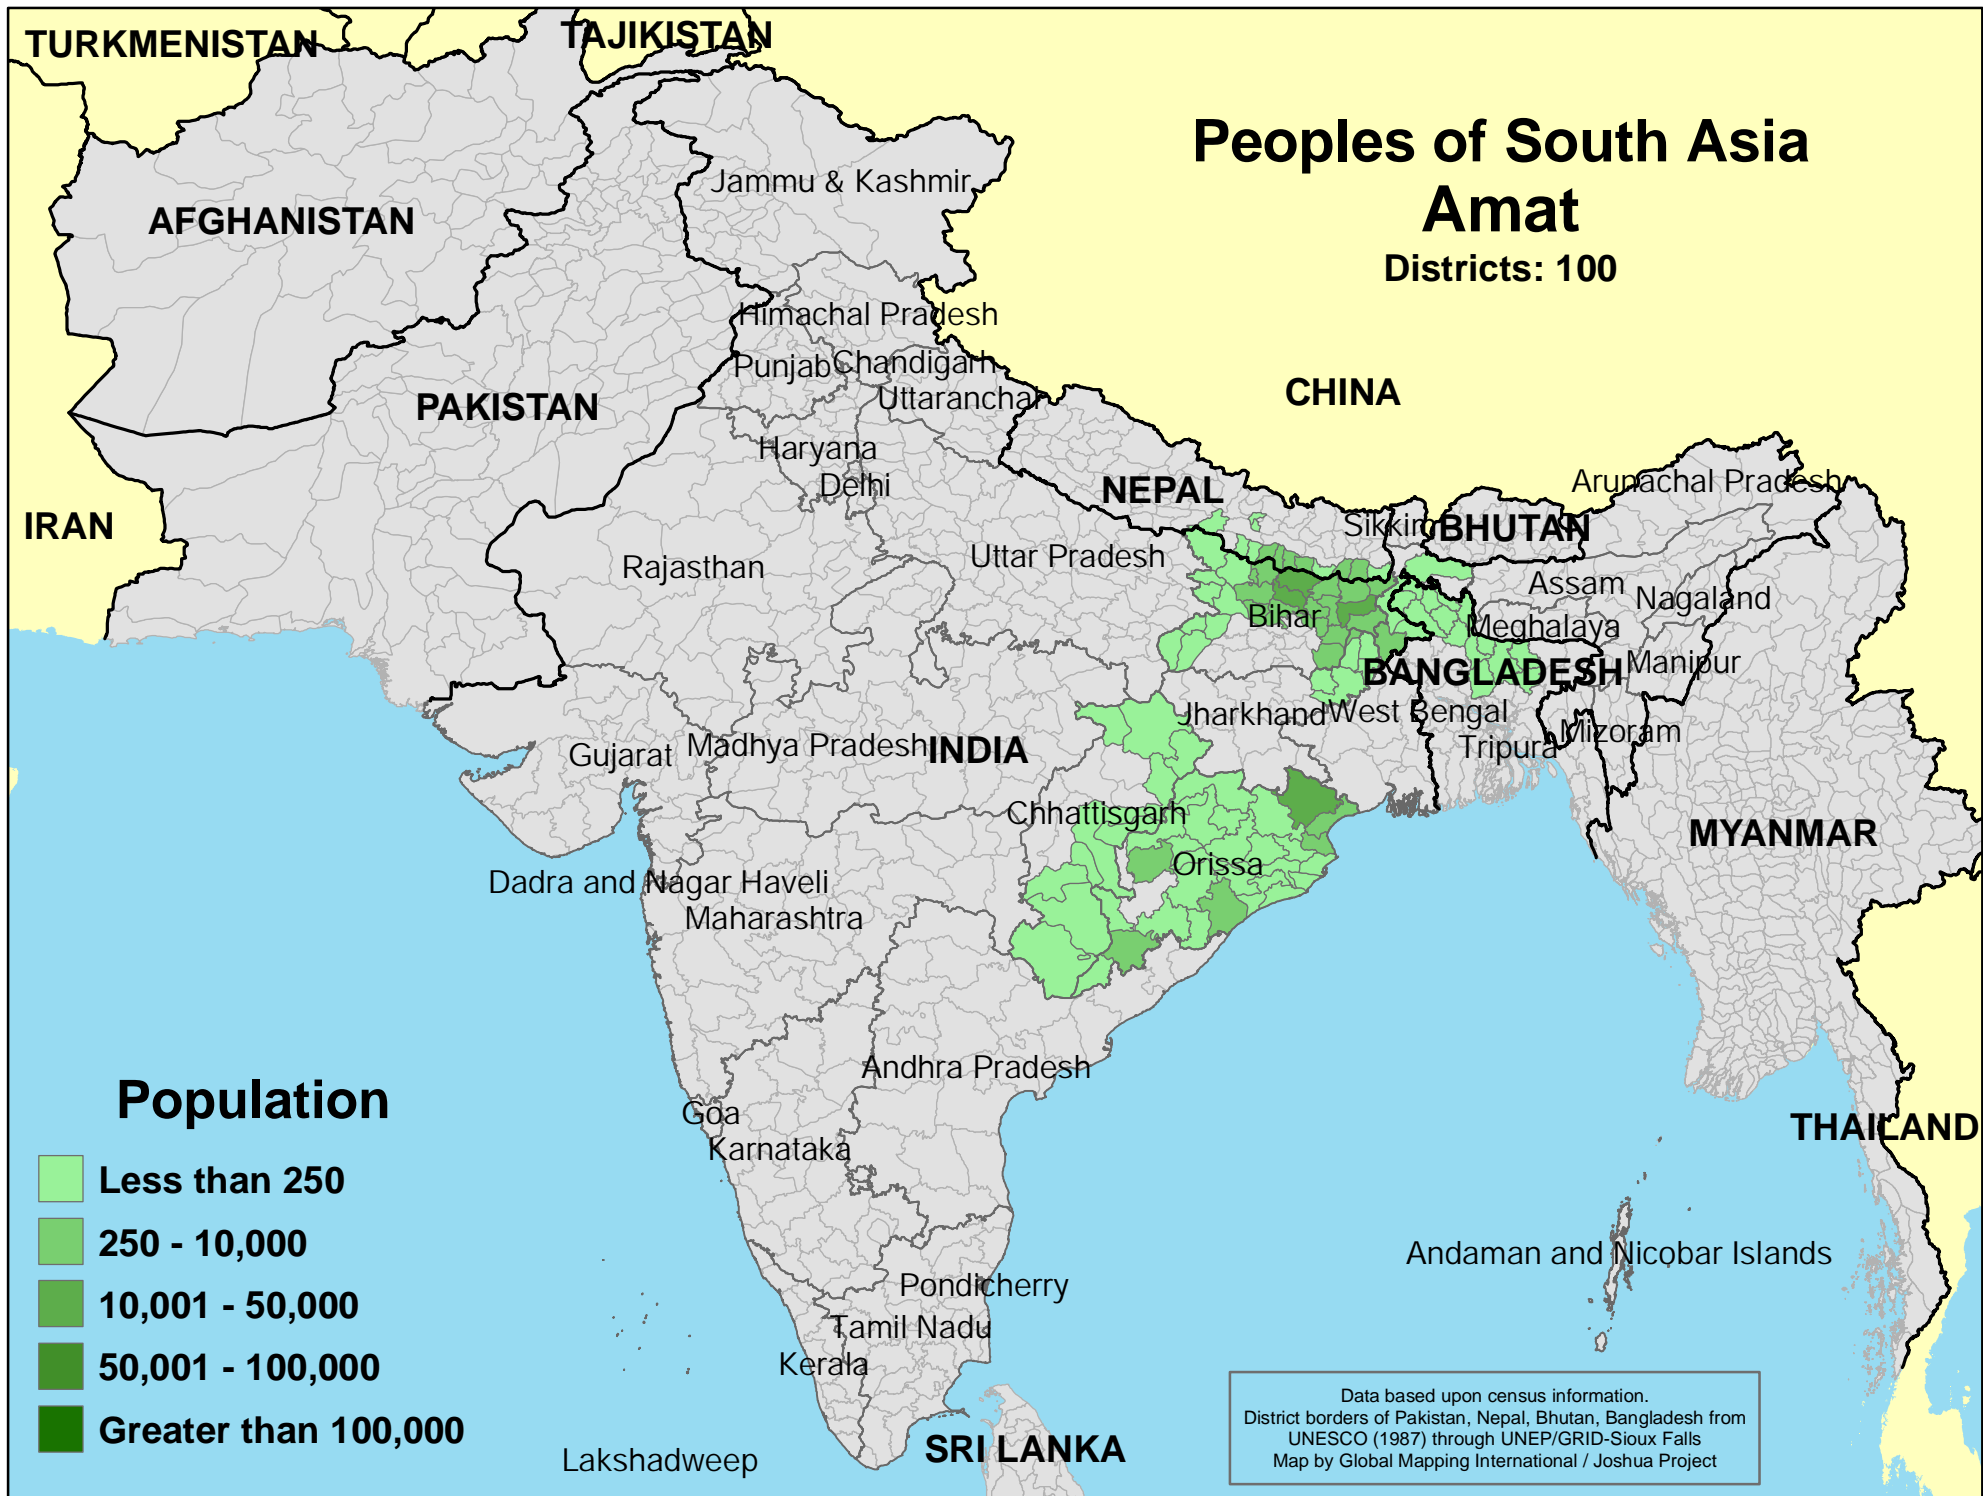 TURKMENISTAN
TAJIKISTAN
Peoples of South Asia
Amat
Districts: 100
Jammu & Kashmir
AFGHANISTAN
Himachal Pradesh
Punjab
Chandigarh
Uttaranchal
CHINA
PAKISTAN
Haryana
Delhi
NEPAL
Arunachal Pradesh
IRAN
Sikkim
BHUTAN
Rajasthan
Uttar Pradesh
Assam
Nagaland
Bihar
Meghalaya
BANGLADESH
Manipur
Jharkhand
West Bengal
Gujarat
Madhya Pradesh
INDIA
Tripura
Mizoram
Chhattisgarh
MYANMAR
Orissa
Dadra and Nagar Haveli
Maharashtra
Andhra Pradesh
Goa
Karnataka
THAILAND
Andaman and Nicobar Islands
Pondicherry
Tamil Nadu
Kerala
Lakshadweep
SRI LANKA
Population
Less than 250
250 - 10,000
10,001 - 50,000
50,001 - 100,000
Greater than 100,000
Data based upon census information.
District borders of Pakistan, Nepal, Bhutan, Bangladesh from
UNESCO (1987) through UNEP/GRID-Sioux Falls
Map by Global Mapping International / Joshua Project